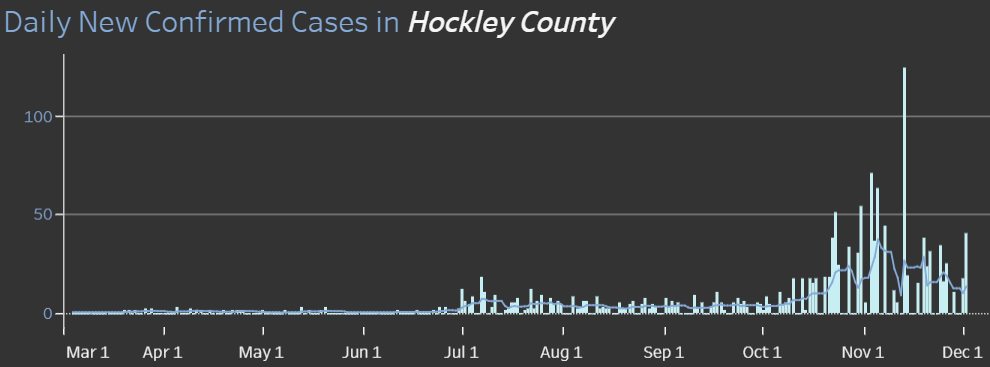 Daily New Confirmed Cases in Hockley County
100
50
0
Mar 1 Apr 1 May 1 Jun 1 Jul 1 Aug 1 Sep 1 Oct 1 Nov 1 Dec 1